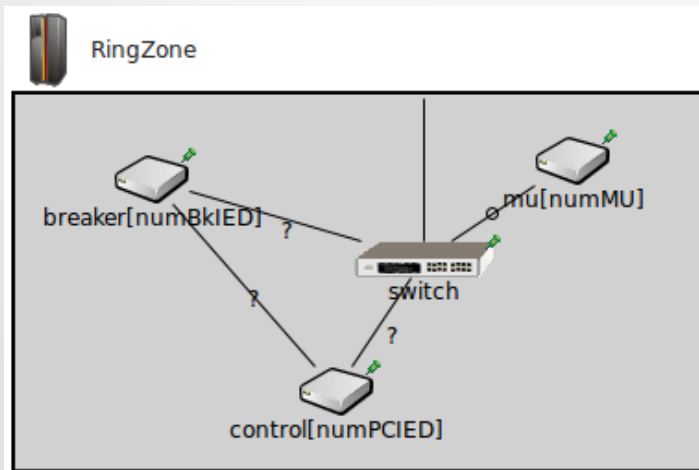 RingZone
breaker[numBkIED]
mu[numMU]
?
switch
?
?
control[numPCIED]